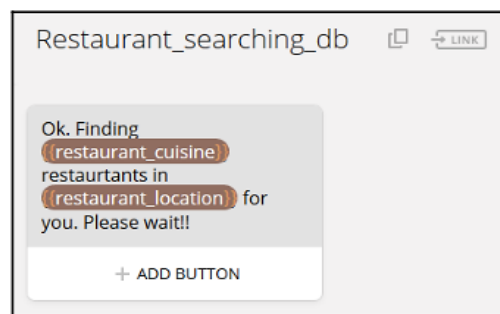 Restaurant_searching_db
LINK
Ok. Finding
{{restaurant_cuisine}}
restaurtants in
{{restaurant_location}} for
you. Please wait!!
+ ADD BUTTON